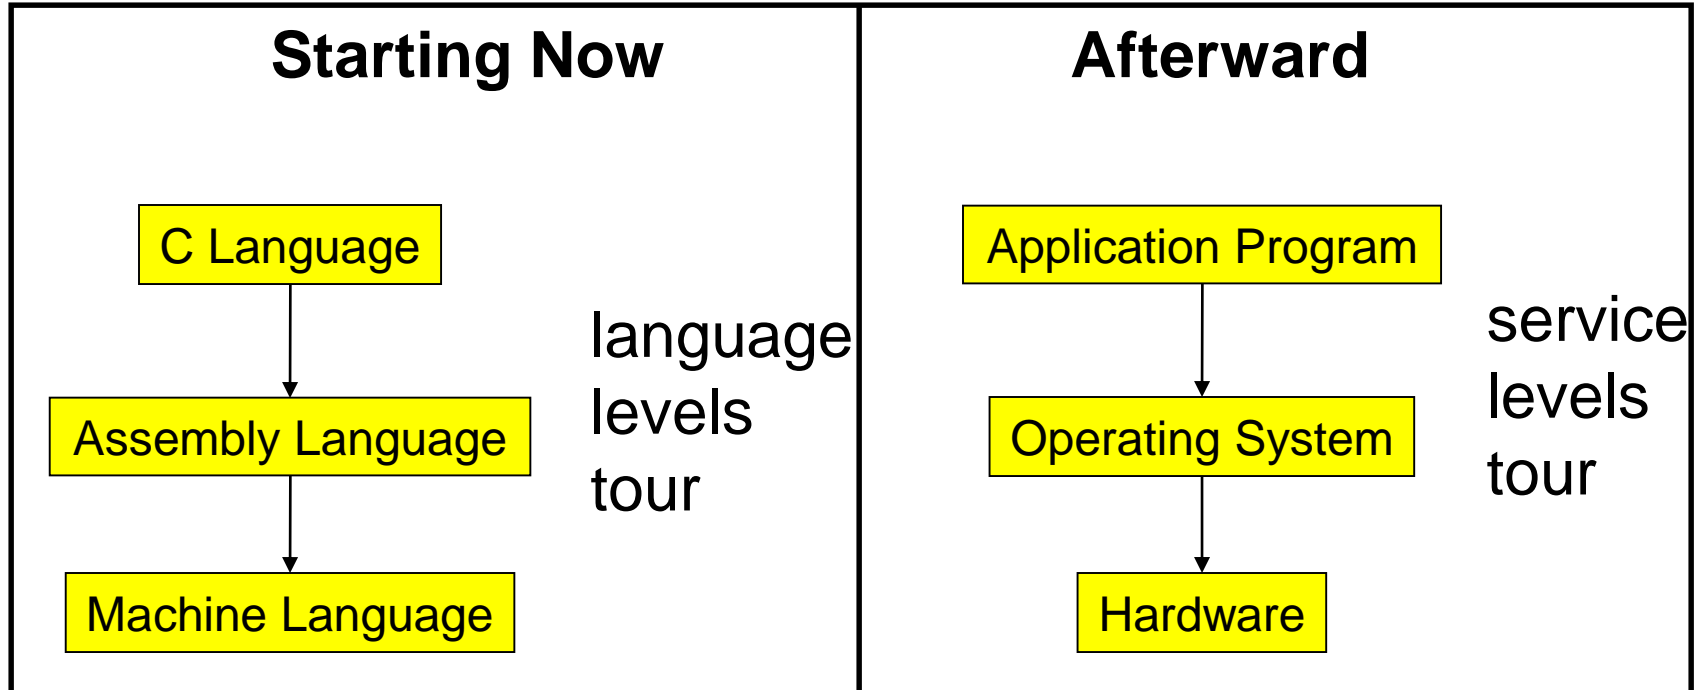 Starting Now
C Language
Assembly Language
Machine Language
language
levels
tour
Afterward
Application Program
Operating System
Hardware
service
levels
tour